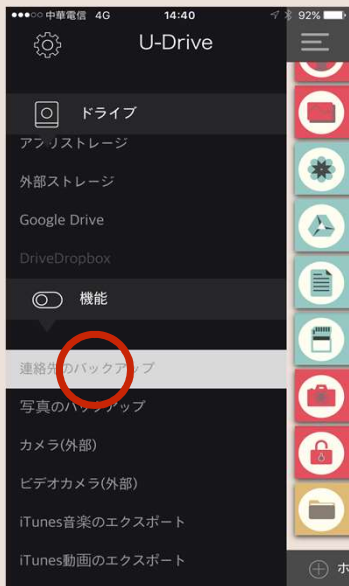 中華電信 4G 14:40 92%
U-Drive
ドライブ
アプリストレージ
外部ストレージ
Google Drive
DriveDropbox
機能
連絡先のバックアップ
写真のバックアップ
カメラ(外部)
ビデオカメラ(外部)
iTunes音楽のエクスポート
iTunes動画のエクスポート
ホ